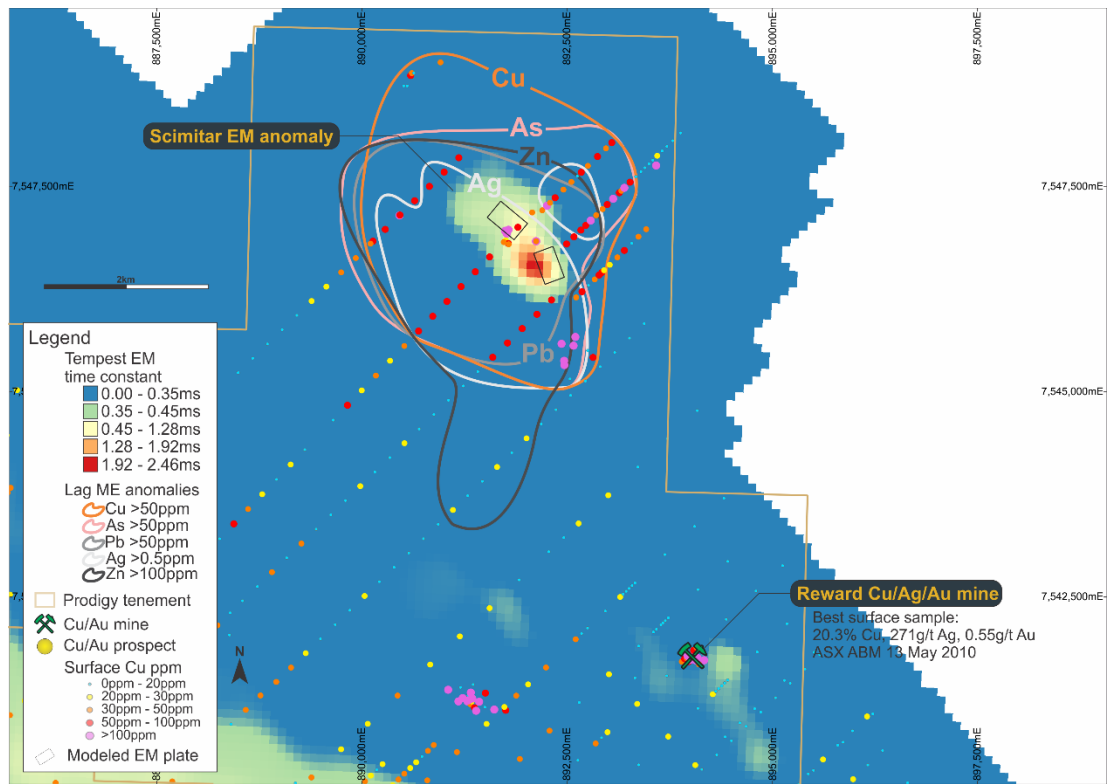 887,500mE
890,000mE
892,500mE
895,000mE
897,500mE
Cu
As
Scimitar EM anomaly
Zn
Ag
7,547,500mE
7,547,500mE
2km
Pb
7,545,000mE
7,545,000mE
Legend
Tempest EM
time constant
0.00 - 0.35ms
0.35 - 0.45ms
0.45 - 1.28ms
1.28 - 1.92ms
1.92 - 2.46ms
Lag ME anomalies
Cu >50ppm
As >50ppm
Pb >50ppm
Ag >0.5ppm
Zn >100ppm
Prodigy tenement
Cu/Au mine
Cu/Au prospect
Surface Cu ppm
0ppm - 20ppm
20ppm - 30ppm
30ppm - 50ppm
50ppm - 100ppm
>100ppm
Modeled EM plate
N
Reward Cu/Ag/Au mine
7,542,500mE
Best surface sample:
20.3% Cu, 271g/t Ag, 0.55g/t Au
ASX ABM 13 May 2010
890,000mE
892,500mE
895,000mE
897,500mE